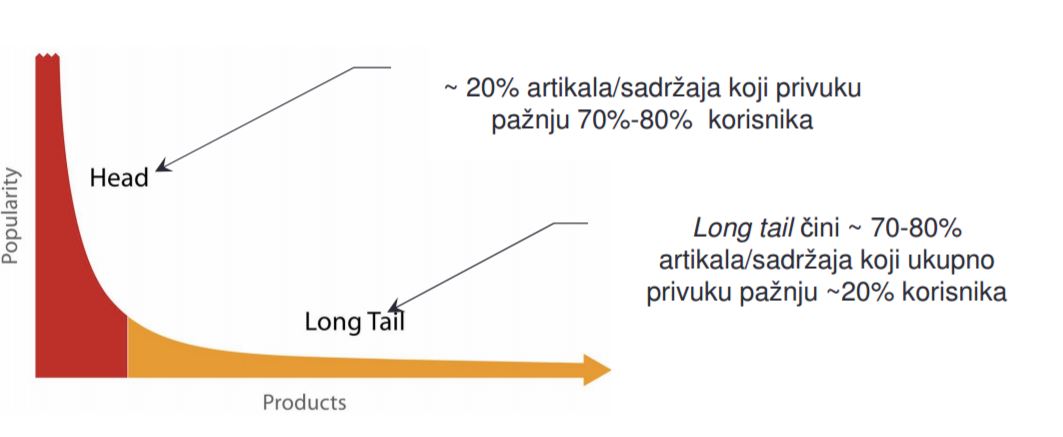 ~ 20% artikala/sadržaja koji privuku
pažnju 70%-80% korisnika
Head
Popularity
Long tail čini ~ 70-80%
artikala/sadržaja koji ukupno
privuku pažnju ~20% korisnika
Long Tail
Products